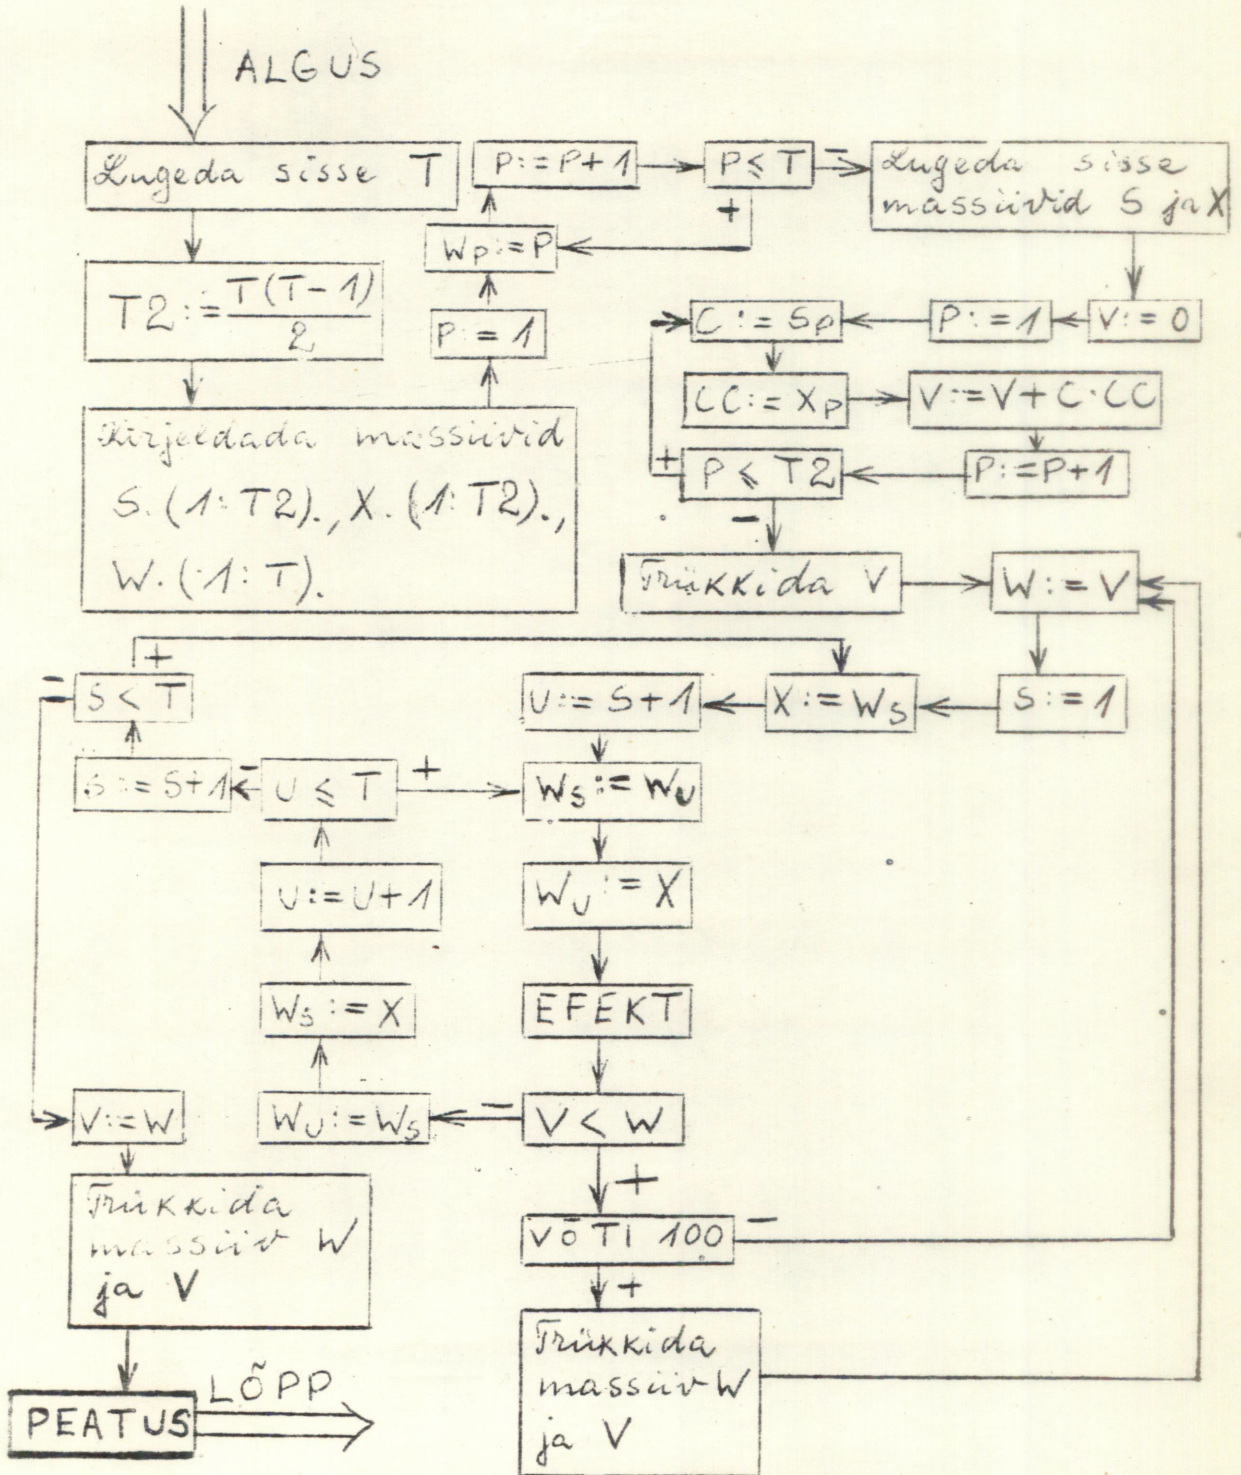 ALGUS
Lugeda sisse T
T2:=T(T-1)/2
Kirjeldada massiivid
S.(1:T2)., X.(1:T2).,
W.(1:T).
P:=1
Wp:=P
P:=P+1
P≤T
-
+
Lugeda sisse
massiivid S ja X
V:=0
P:=1
C:=Sp
CC:=Xp
V:=V+C·CC
P:=P+1
P≤T2
+
-
Trükkida V
W:=V
S:=1
X:=Ws
U:=S+1
Ws:=Wu
Wu:=X
EFEKT
V<W
-
+
Wu:=Ws
Ws:=X
U:=U+1
U≤T
+
-
S:=S+1
S<T
+
-
V:=W
Trükkida
massiiv W
ja V
PEATUS
LÕPP
VÕTI 100
-
+
Trükkida
massiiv W
ja V